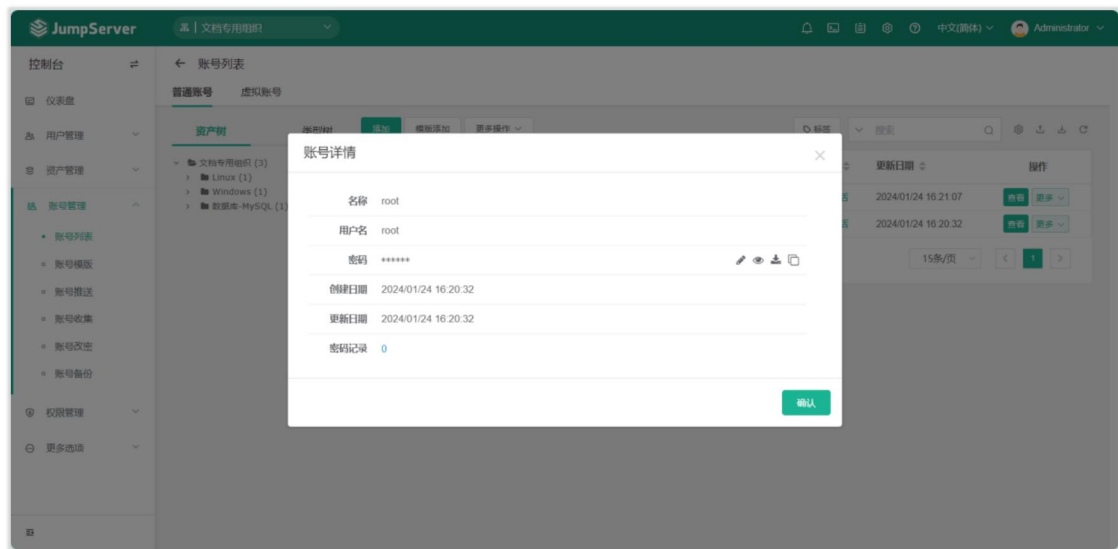 JumpServer
文档专用组织
中文(简体)
Administrator
控制台
← 账号列表
仪表盘
普通账号 虚拟账号
用户管理
资产树 类型树 添加 模版添加 更多操作 标签 搜索
账号详情
资产管理
文档专用组织 (3)
Linux (1)
Windows (1)
数据库-MySQL (1)
更新日期 操作
2024/01/24 16:21:07 查看 更多
2024/01/24 16:20:32 查看 更多
15条/页 1
名称 root
用户名 root
密码 ******
创建日期 2024/01/24 16:20:32
更新日期 2024/01/24 16:20:32
密码记录 0
确认
账号管理
账号列表
账号模版
账号推送
账号收集
账号改密
账号备份
权限管理
更多选项